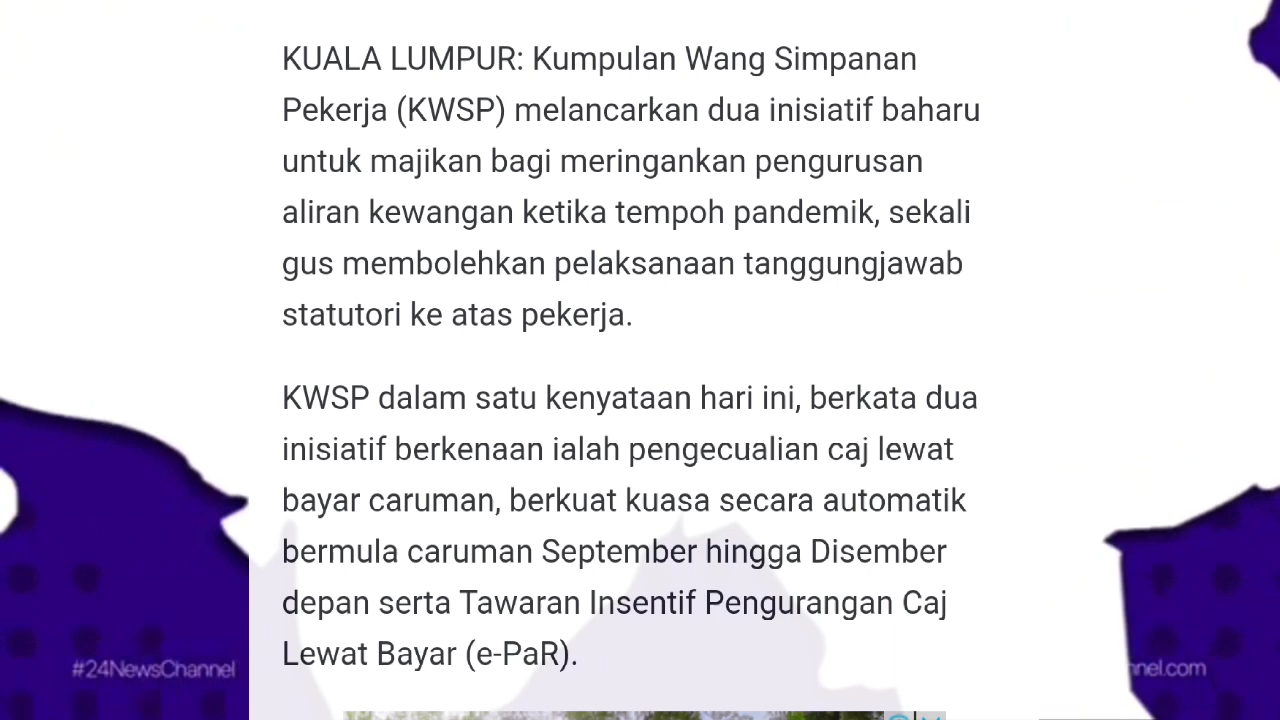 KUALA LUMPUR: Kumpulan Wang Simpanan
Pekerja (KWSP) melancarkan dua inisiatif baharu
untuk majikan bagi meringankan pengurusan
aliran kewangan ketika tempoh pandemik, sekali
gus membolehkan pelaksanaan tanggungjawab
statutori ke atas pekerja.
KWSP dalam satu kenyataan hari ini, berkata dua
inisiatif berkenaan ialah pengecualian caj lewat
bayar caruman, berkuat kuasa secara automatik
bermula caruman September hingga Disember
depan serta Tawaran Insentif Pengurangan Caj
Lewat Bayar (e-PaR).
#24NewsChannel
nnel.com